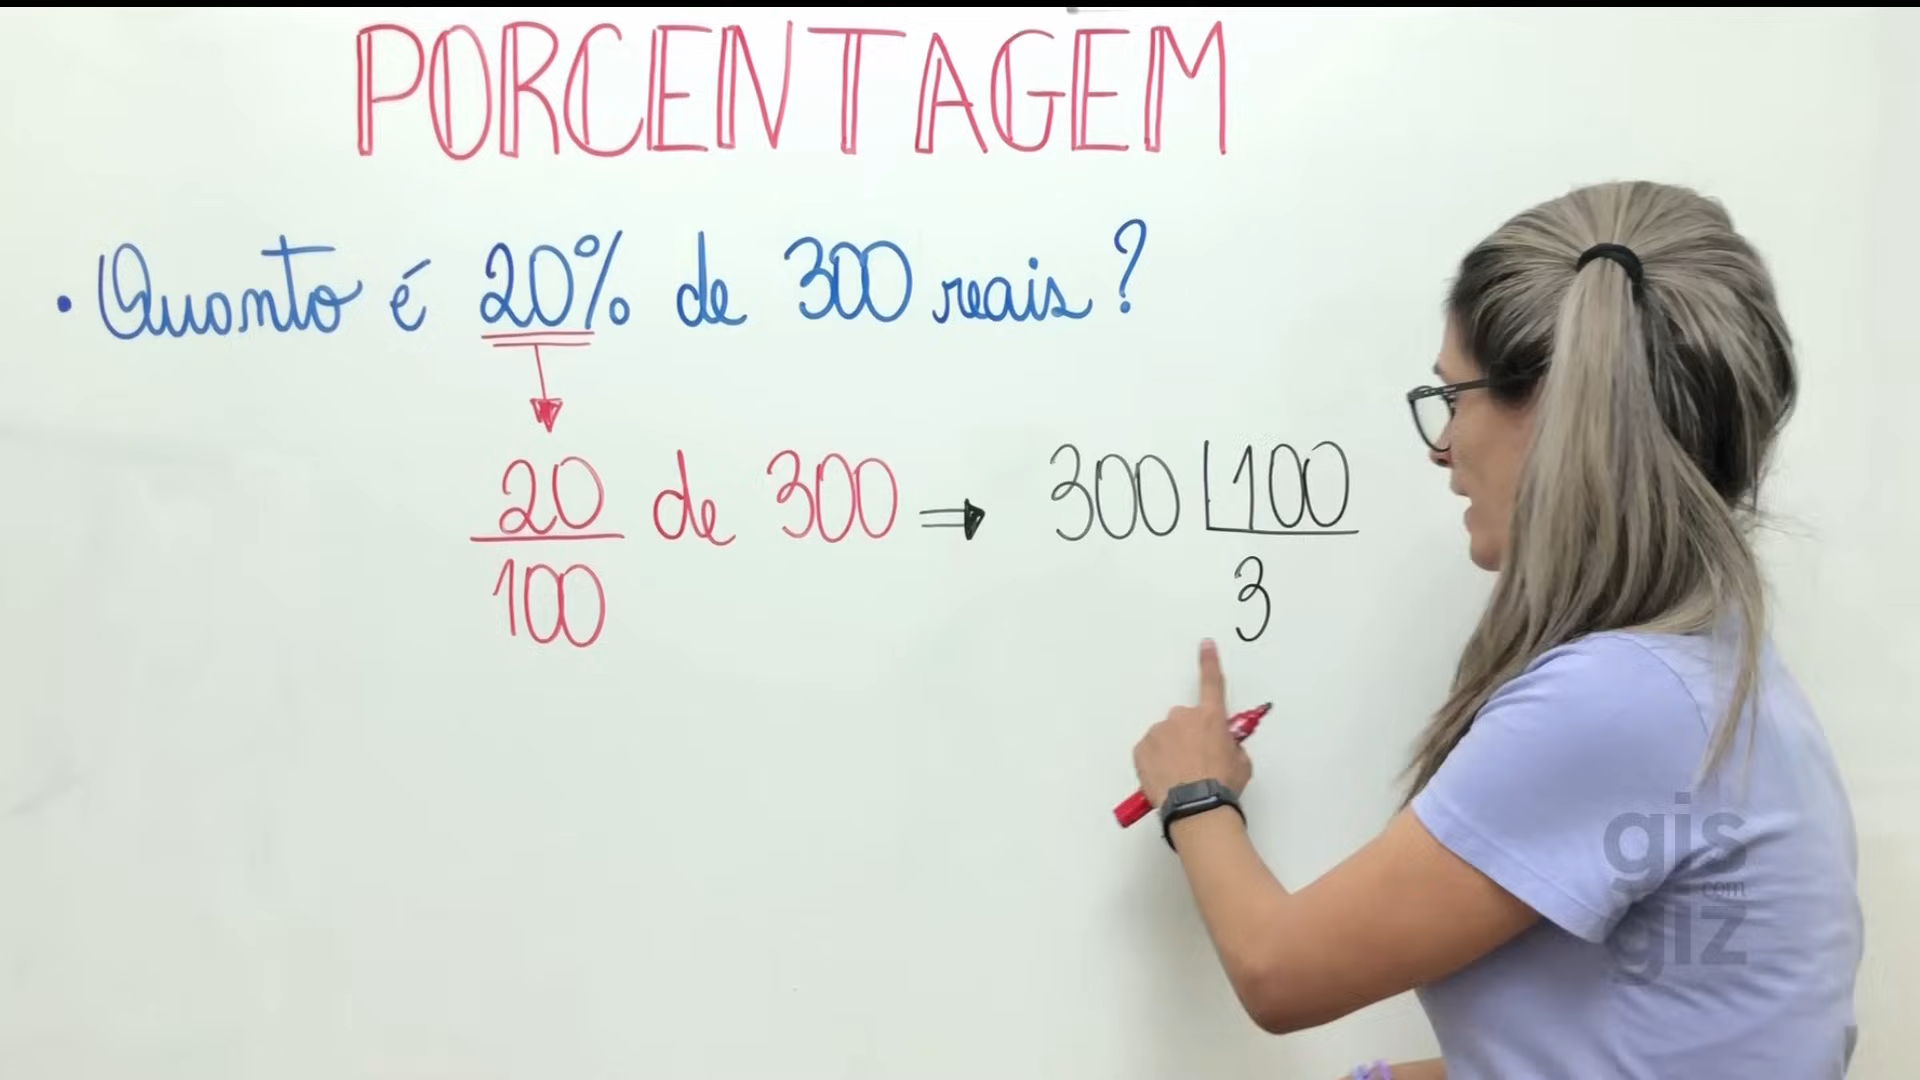 PORCENTAGEM
• Quanto é 20% de 300 reais?
20 de 300 ⇒ 300 100
100
3
gis
com
giz